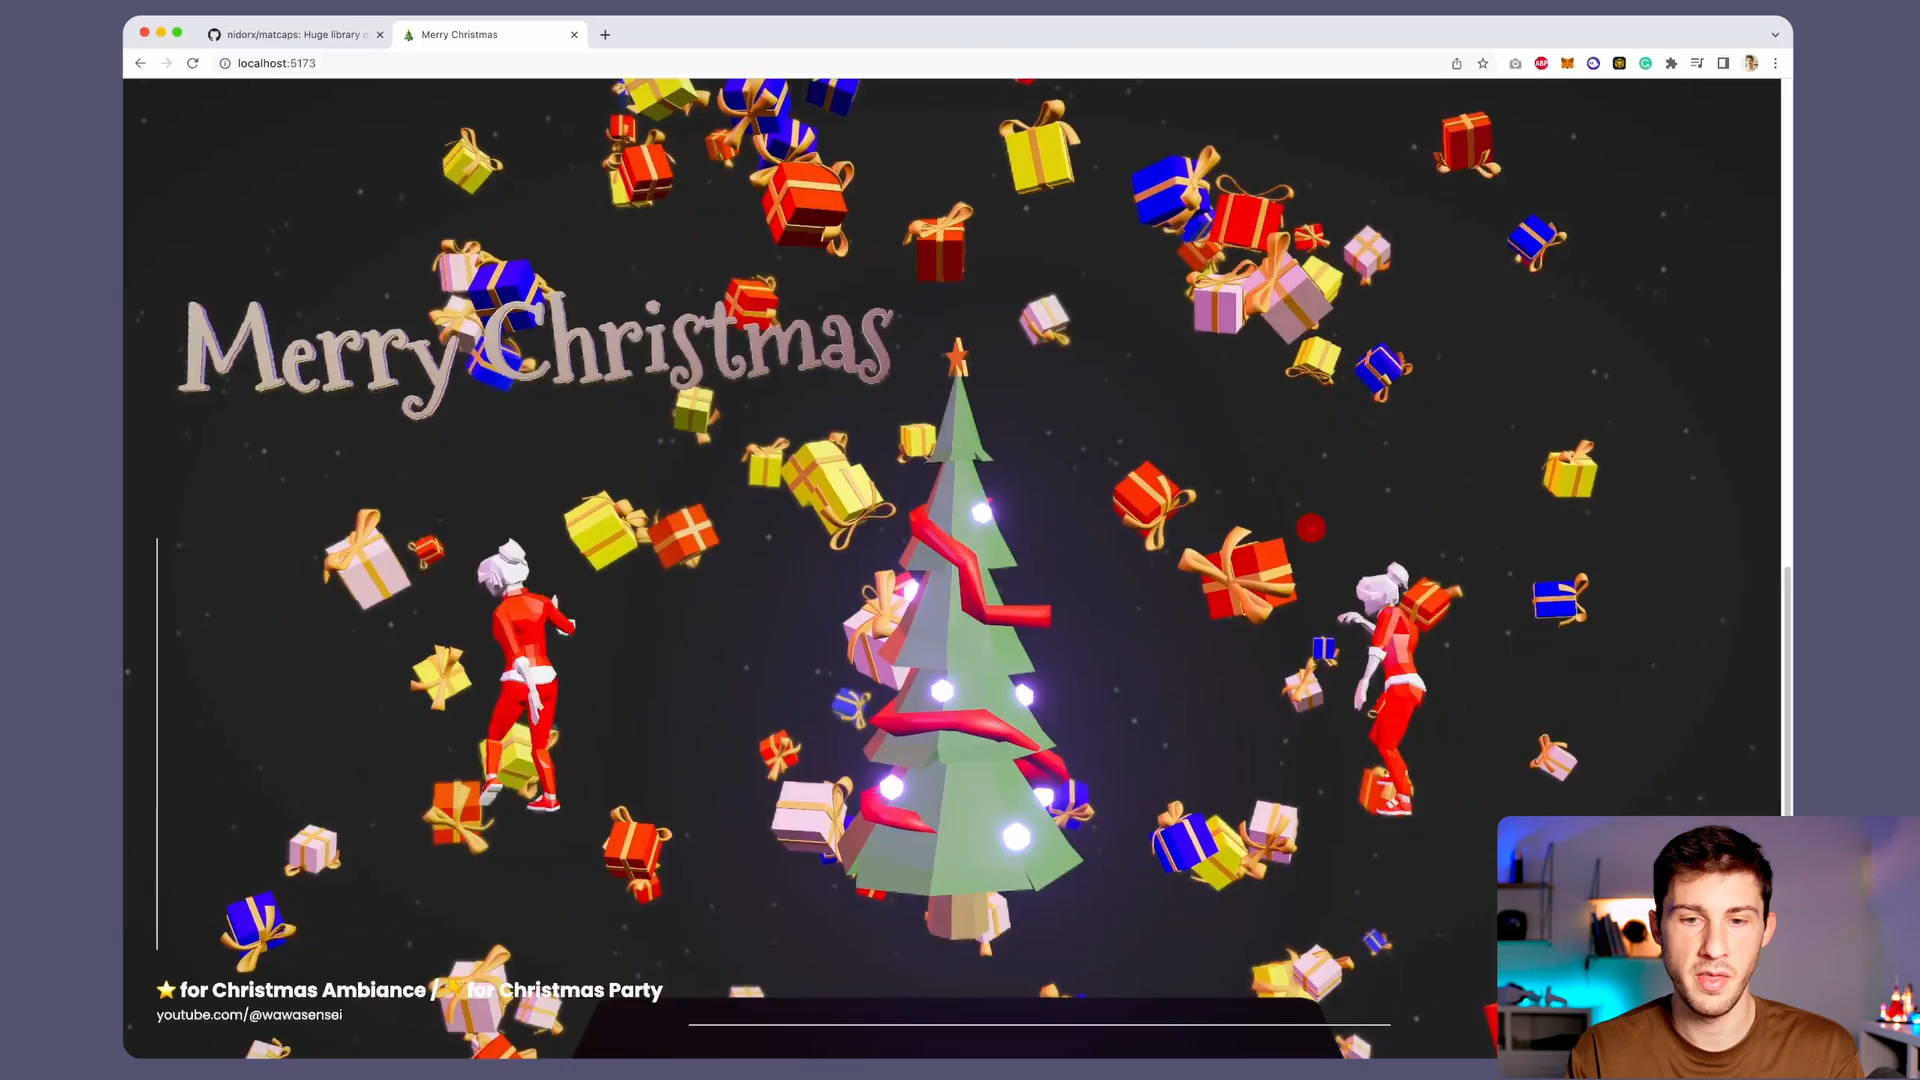 nidorx/matcaps: Huge library o
Merry Christmas
localhost:5173
ABP
Merry Christmas
⭐ for Christmas Ambiance / ⚡ for Christmas Party
youtube.com/@wawasensei